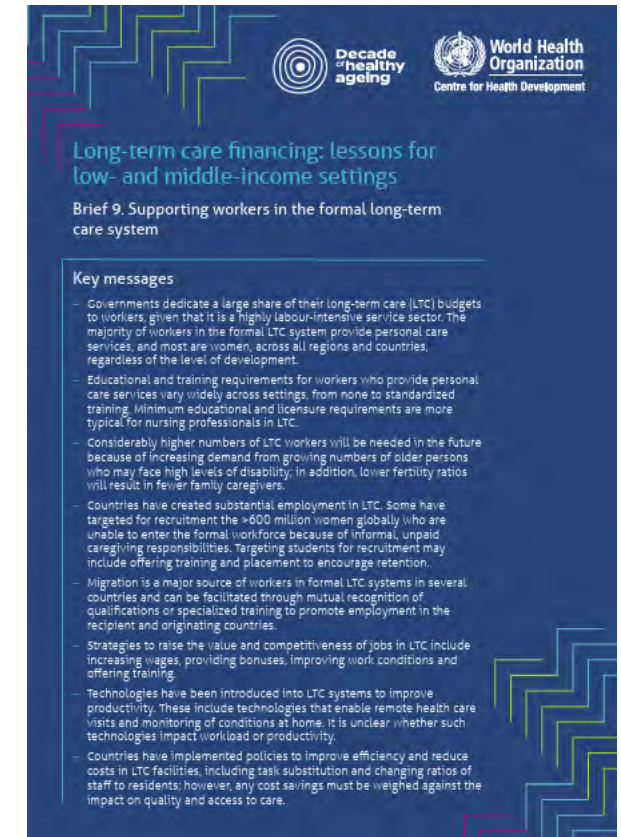 Decade
of healthy
ageing
World Health
Organization
Centre for Health Development
Long-term care financing: lessons for
low- and middle-income settings
Brief 9. Supporting workers in the formal long-term
care system
Key messages
– Governments dedicate a large share of their long-term care (LTC) budgets
to workers, given that it is a highly labour-intensive service sector. The
majority of workers in the formal LTC system provide personal care
services, and most are women, across all regions and countries,
regardless of the level of development.
– Educational and training requirements for workers who provide personal
care services vary widely across settings, from none to standardized
training. Minimum educational and licensure requirements are more
typical for nursing professionals in LTC.
– Considerably higher numbers of LTC workers will be needed in the future
because of increasing demand from growing numbers of older persons
who may face high levels of disability; in addition, lower fertility ratios
will result in fewer family caregivers.
– Countries have created substantial employment in LTC. Some have
targeted for recruitment the >600 million women globally who are
unable to enter the formal workforce because of informal, unpaid
caregiving responsibilities. Targeting students for recruitment may
include offering training and placement to encourage retention.
– Migration is a major source of workers in formal LTC systems in several
countries and can be facilitated through mutual recognition of
qualifications or specialized training to promote employment in the
recipient and originating countries.
– Strategies to raise the value and competitiveness of jobs in LTC include
increasing wages, providing bonuses, improving work conditions and
offering training.
– Technologies have been introduced into LTC systems to improve
productivity. These include technologies that enable remote health care
visits and monitoring of conditions at home. It is unclear whether such
technologies impact workload or productivity.
– Countries have implemented policies to improve efficiency and reduce
costs in LTC facilities, including task substitution and changing ratios of
staff to residents; however, any cost savings must be weighed against the
impact on quality and access to care.